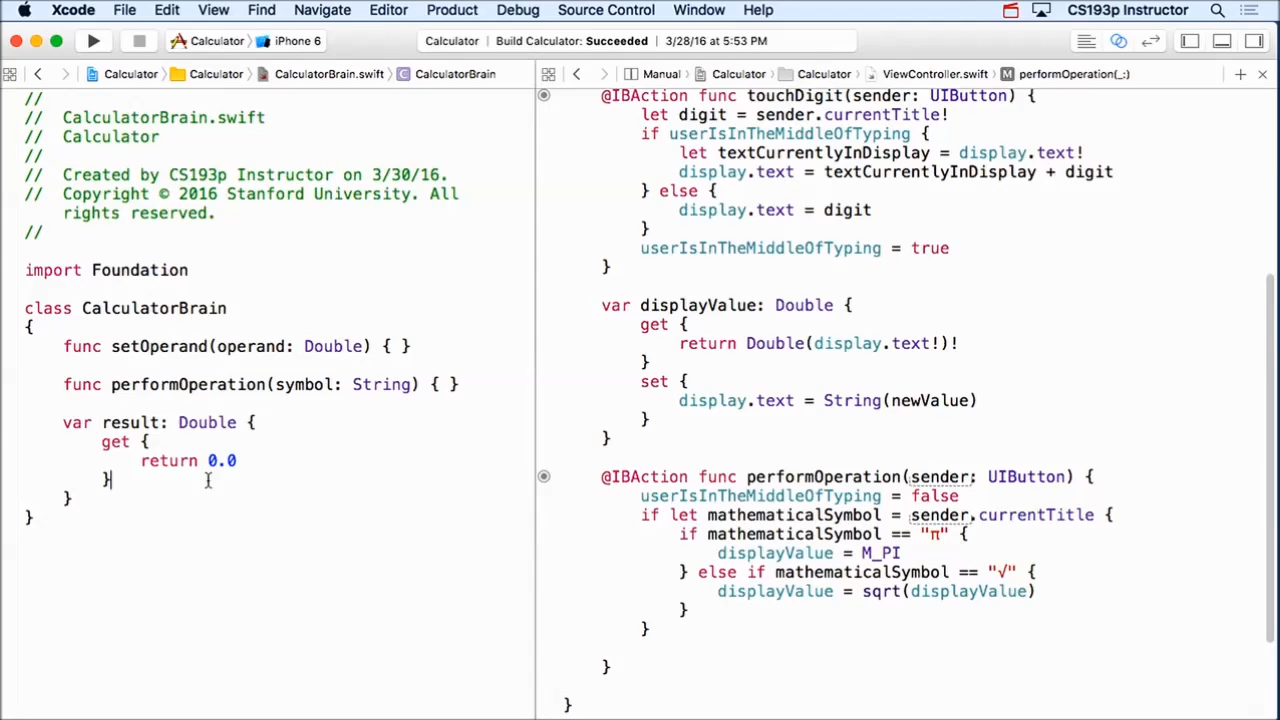 Xcode File Edit View Find Navigate Editor Product Debug Source Control Window Help CS193p Instructor
Calculator iPhone 6 Calculator Build Calculator: Succeeded 3/28/16 at 5:53 PM
Calculator Calculator CalculatorBrain.swift C CalculatorBrain
Manual Calculator Calculator ViewController.swift M performOperation(_:)
//
// CalculatorBrain.swift
// Calculator
//
// Created by CS193p Instructor on 3/30/16.
// Copyright © 2016 Stanford University. All
rights reserved.
//
import Foundation
class CalculatorBrain
{
func setOperand(operand: Double) { }
func performOperation(symbol: String) { }
var result: Double {
get {
return 0.0
}
}
}
@IBAction func touchDigit(sender: UIButton) {
let digit = sender.currentTitle!
if userIsInTheMiddleOfTyping {
let textCurrentlyInDisplay = display.text!
display.text = textCurrentlyInDisplay + digit
} else {
display.text = digit
}
userIsInTheMiddleOfTyping = true
}
var displayValue: Double {
get {
return Double(display.text!)!
}
set {
display.text = String(newValue)
}
}
@IBAction func performOperation(sender: UIButton) {
userIsInTheMiddleOfTyping = false
if let mathematicalSymbol = sender.currentTitle {
if mathematicalSymbol == "π" {
displayValue = M_PI
} else if mathematicalSymbol == "√" {
displayValue = sqrt(displayValue)
}
}
}
}